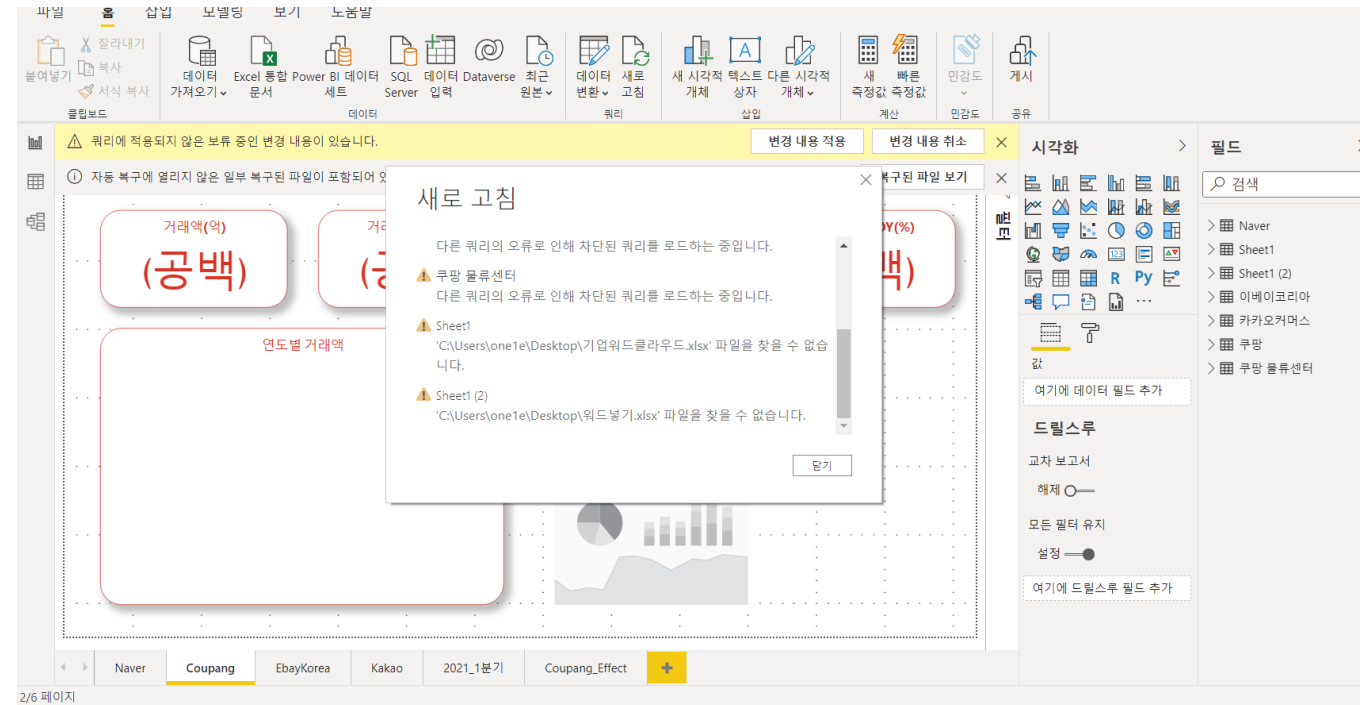 파일 홈 삽입 모델링 보기 도움말
잘라내기
복사
서식 복사
붙여넣기
데이터 가져오기
Excel 통합 문서
Power BI 데이터 세트
SQL Server
데이터 입력
Dataverse
최근 원본
데이터 변환
새로 고침
새 시각적 개체
텍스트 상자
다른 시각적 개체
새 측정값
빠른 측정값
민감도
게시
클립보드 데이터 쿼리 삽입 계산 민감도 공유
쿼리에 적용되지 않은 보류 중인 변경 내용이 있습니다. 변경 내용 적용 변경 내용 취소
자동 복구에 열리지 않은 일부 복구된 파일이 포함되어 복구된 파일 보기
거래액(억)
(공백)
연도별 거래액
새로 고침
다른 쿼리의 오류로 인해 차단된 쿼리를 로드하는 중입니다.
쿠팡 물류센터
다른 쿼리의 오류로 인해 차단된 쿼리를 로드하는 중입니다.
Sheet1
'C:\Users\one1e\Desktop\기업워드클라우드.xlsx' 파일을 찾을 수 없습
니다.
Sheet1 (2)
'C:\Users\one1e\Desktop\워드넣기.xlsx' 파일을 찾을 수 없습니다.
닫기
필터
시각화
123
R Py
값
여기에 데이터 필드 추가
드릴스루
교차 보고서
해제
모든 필터 유지
설정
여기에 드릴스루 필드 추가
필드
검색
Naver
Sheet1
Sheet1 (2)
이베이코리아
카카오커머스
쿠팡
쿠팡 물류센터
Naver Coupang EbayKorea Kakao 2021_1분기 Coupang_Effect
2/6 페이지